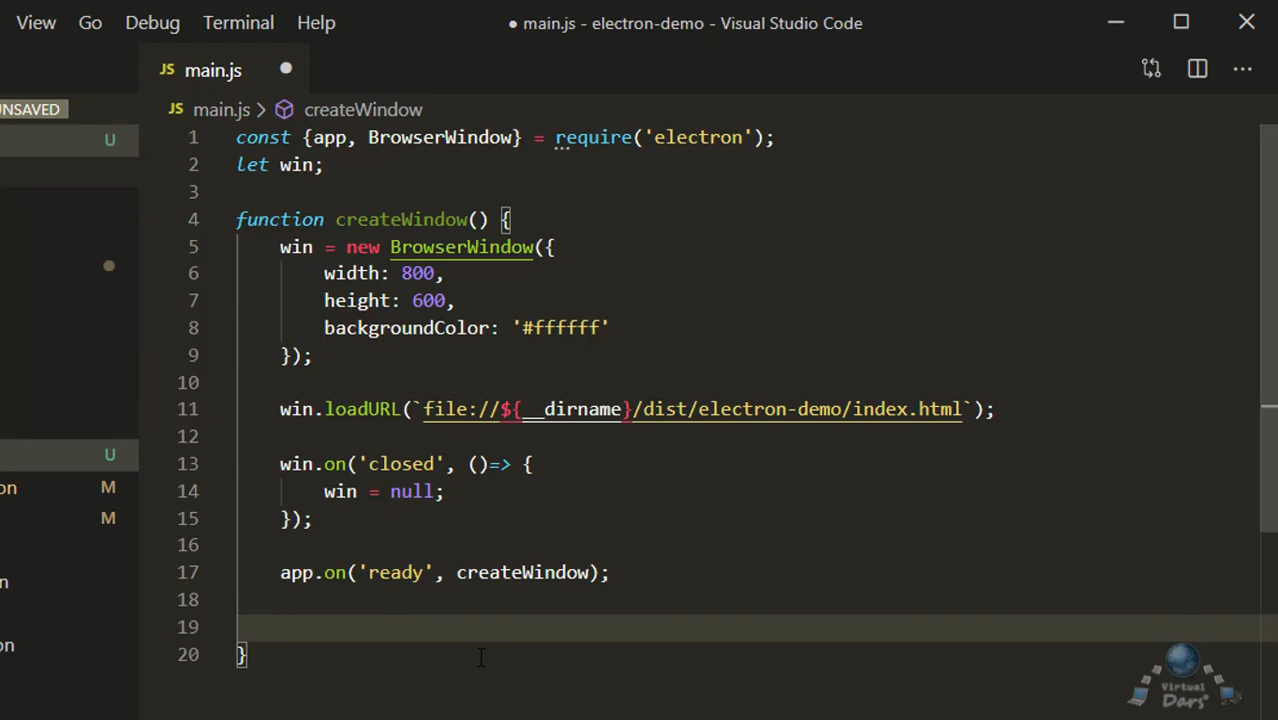 View Go Debug Terminal Help ● main.js - electron-demo - Visual Studio Code
JS main.js
UNSAVED
JS main.js > createWindow
U
1 const {app, BrowserWindow} = require('electron');
2 let win;
3
4 function createWindow() {
5 win = new BrowserWindow({
6 width: 800,
7 height: 600,
8 backgroundColor: '#ffffff'
9 });
10
11 win.loadURL(`file://${__dirname}/dist/electron-demo/index.html`);
12
U
13 win.on('closed', ()=> {
on M
14 win = null;
M
15 });
16
17 app.on('ready', createWindow);
n
18
19
on
20 }
Virtual
Dars